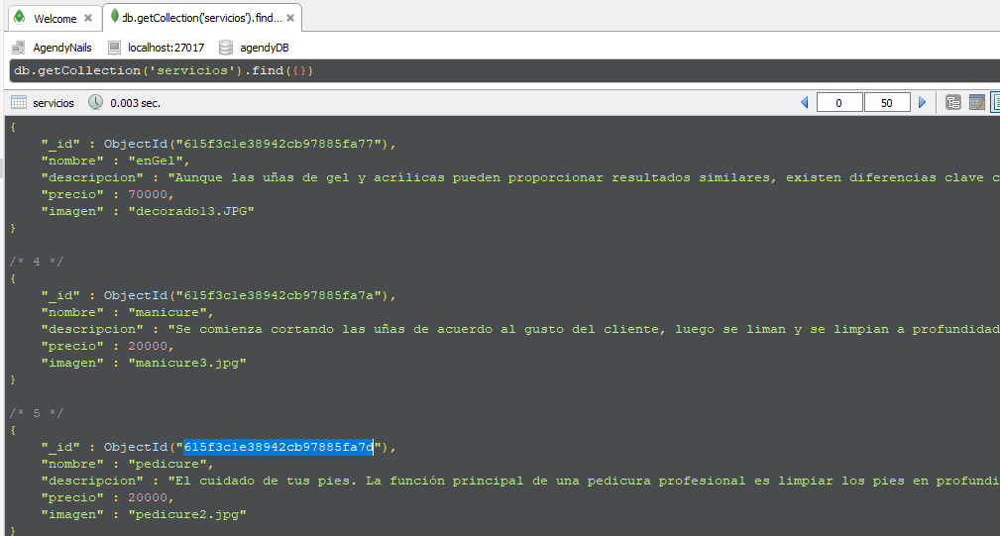 Welcome
db.getCollection('servicios').find...
AgendyNails localhost:27017 agendyDB
db.getCollection('servicios').find({})
servicios 0.003 sec. 0 50
{
"_id" : ObjectId("615f3c1e38942cb97885fa77"),
"nombre" : "enGel",
"descripcion" : "Aunque las uñas de gel y acrílicas pueden proporcionar resultados similares, existen diferencias clave c
"precio" : 70000,
"imagen" : "decorado13.JPG"
}
/* 4 */
{
"_id" : ObjectId("615f3c1e38942cb97885fa7a"),
"nombre" : "manicure",
"descripcion" : "Se comienza cortando las uñas de acuerdo al gusto del cliente, luego se liman y se limpian a profundidad
"precio" : 20000,
"imagen" : "manicure3.jpg"
}
/* 5 */
{
"_id" : ObjectId("615f3c1e38942cb97885fa7d"),
"nombre" : "pedicure",
"descripcion" : "El cuidado de tus pies. La función principal de una pedicura profesional es limpiar los pies en profundi
"precio" : 20000,
"imagen" : "pedicure2.jpg"
}